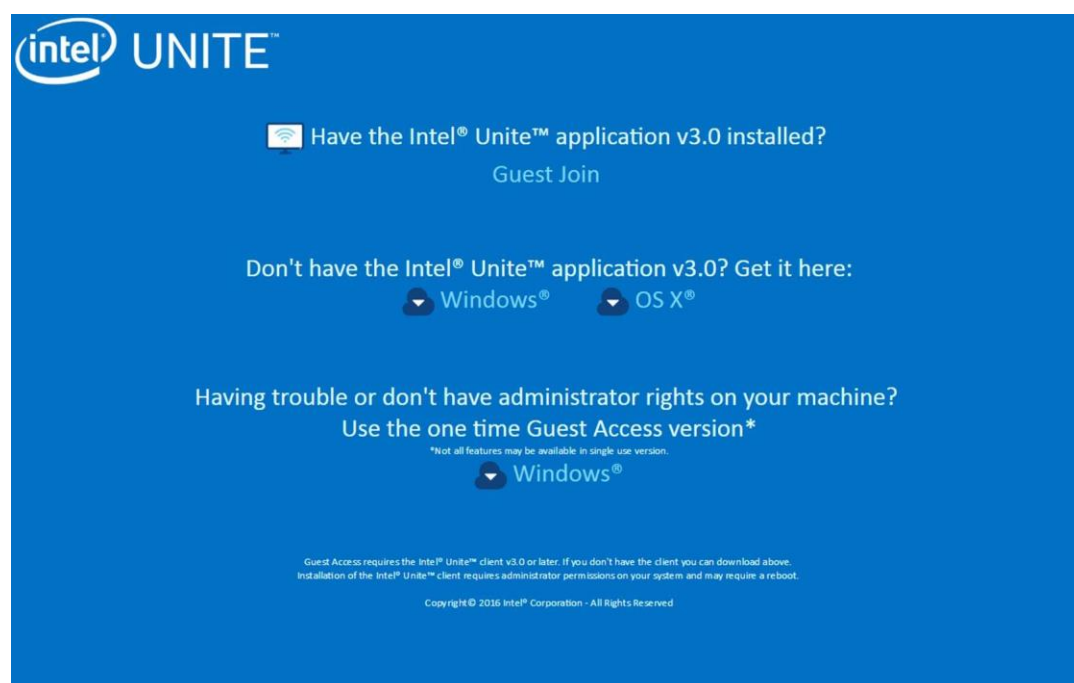 intel® UNITE™
Have the Intel® Unite™ application v3.0 installed?
Guest Join
Don't have the Intel® Unite™ application v3.0? Get it here:
Windows® OS X®
Having trouble or don't have administrator rights on your machine?
Use the one time Guest Access version*
*Not all features may be available in single use version.
Windows®
Guest Access requires the Intel® Unite™ client v3.0 or later. If you don't have the client you can download above.
Installation of the Intel® Unite™ client requires administrator permissions on your system and may require a reboot.
Copyright© 2016 Intel® Corporation - All Rights Reserved